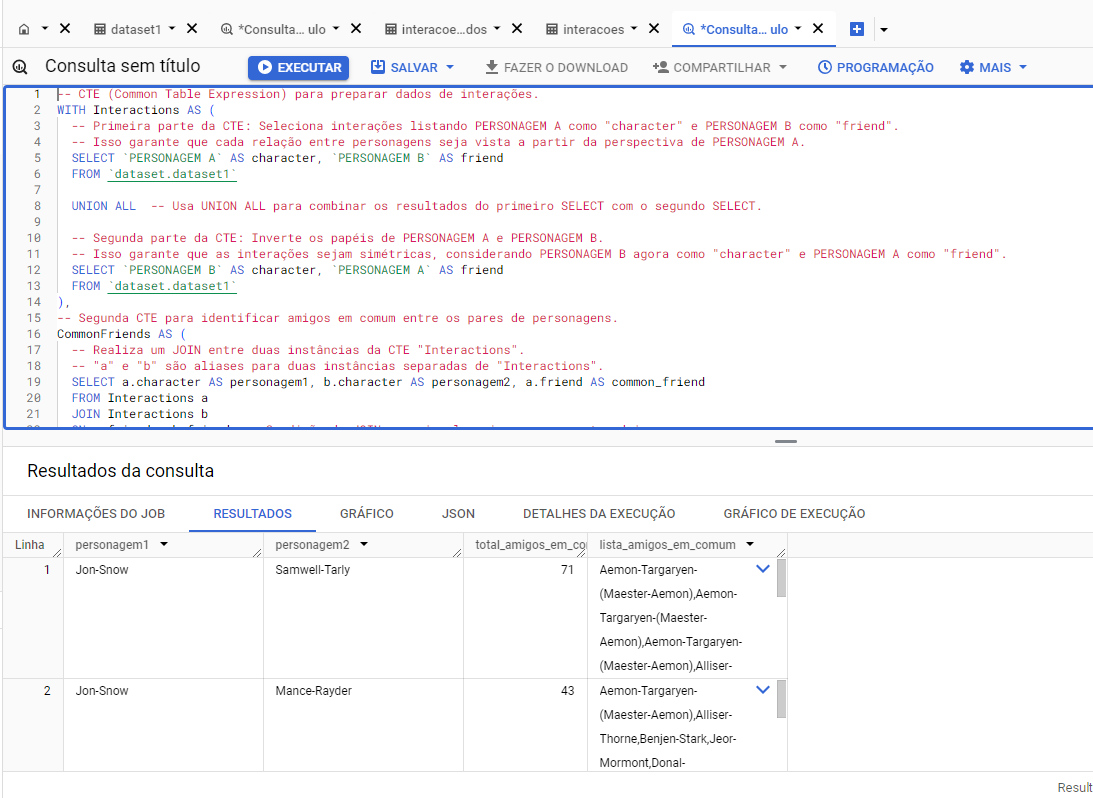 dataset1
*Consulta... ulo
interacoe...dos
interacoes
*Consulta... ulo
Consulta sem título
EXECUTAR
SALVAR
FAZER O DOWNLOAD
COMPARTILHAR
PROGRAMAÇÃO
MAIS
1 -- CTE (Common Table Expression) para preparar dados de interações.
2 WITH Interactions AS (
3 -- Primeira parte da CTE: Seleciona interações listando PERSONAGEM A como "character" e PERSONAGEM B como "friend".
4 -- Isso garante que cada relação entre personagens seja vista a partir da perspectiva de PERSONAGEM A.
5 SELECT `PERSONAGEM A` AS character, `PERSONAGEM B` AS friend
6 FROM `dataset.dataset1`
7
8 UNION ALL -- Usa UNION ALL para combinar os resultados do primeiro SELECT com o segundo SELECT.
9
10 -- Segunda parte da CTE: Inverte os papéis de PERSONAGEM A e PERSONAGEM B.
11 -- Isso garante que as interações sejam simétricas, considerando PERSONAGEM B agora como "character" e PERSONAGEM A como "friend".
12 SELECT `PERSONAGEM B` AS character, `PERSONAGEM A` AS friend
13 FROM `dataset.dataset1`
14 ),
15 -- Segunda CTE para identificar amigos em comum entre os pares de personagens.
16 CommonFriends AS (
17 -- Realiza um JOIN entre duas instâncias da CTE "Interactions".
18 -- "a" e "b" são aliases para duas instâncias separadas de "Interactions".
19 SELECT a.character AS personagem1, b.character AS personagem2, a.friend AS common_friend
20 FROM Interactions a
21 JOIN Interactions b
Resultados da consulta
INFORMAÇÕES DO JOB
RESULTADOS
GRÁFICO
JSON
DETALHES DA EXECUÇÃO
GRÁFICO DE EXECUÇÃO
Linha
personagem1
personagem2
total_amigos_em_co
lista_amigos_em_comum
1
Jon-Snow
Samwell-Tarly
71
Aemon-Targaryen-
(Maester-Aemon),Aemon-
Targaryen-(Maester-
Aemon),Aemon-Targaryen-
(Maester-Aemon),Alliser-
2
Jon-Snow
Mance-Rayder
43
Aemon-Targaryen-
(Maester-Aemon),Alliser-
Thorne,Benjen-Stark,Jeor-
Mormont,Donal-
Result